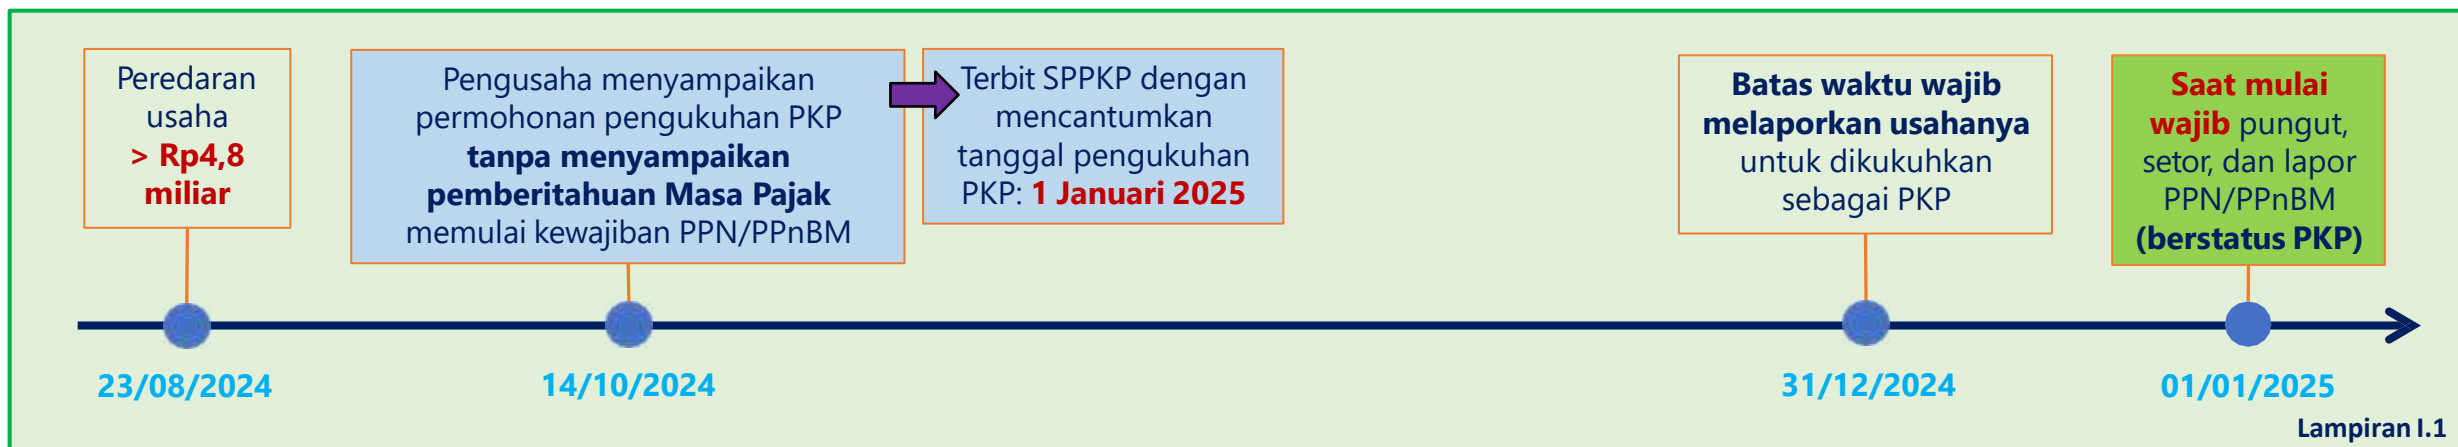 Peredaran
usaha
> Rp4,8
miliar
Pengusaha menyampaikan
permohonan pengukuhan PKP
tanpa menyampaikan
pemberitahuan Masa Pajak
memulai kewajiban PPN/PPnBM
Terbit SPPKP dengan
mencantumkan
tanggal pengukuhan
PKP: 1 Januari 2025
Batas waktu wajib
melaporkan usahanya
untuk dikukuhkan
sebagai PKP
Saat mulai
wajib pungut,
setor, dan lapor
PPN/PPnBM
(berstatus PKP)
23/08/2024
14/10/2024
31/12/2024
01/01/2025
Lampiran I.1